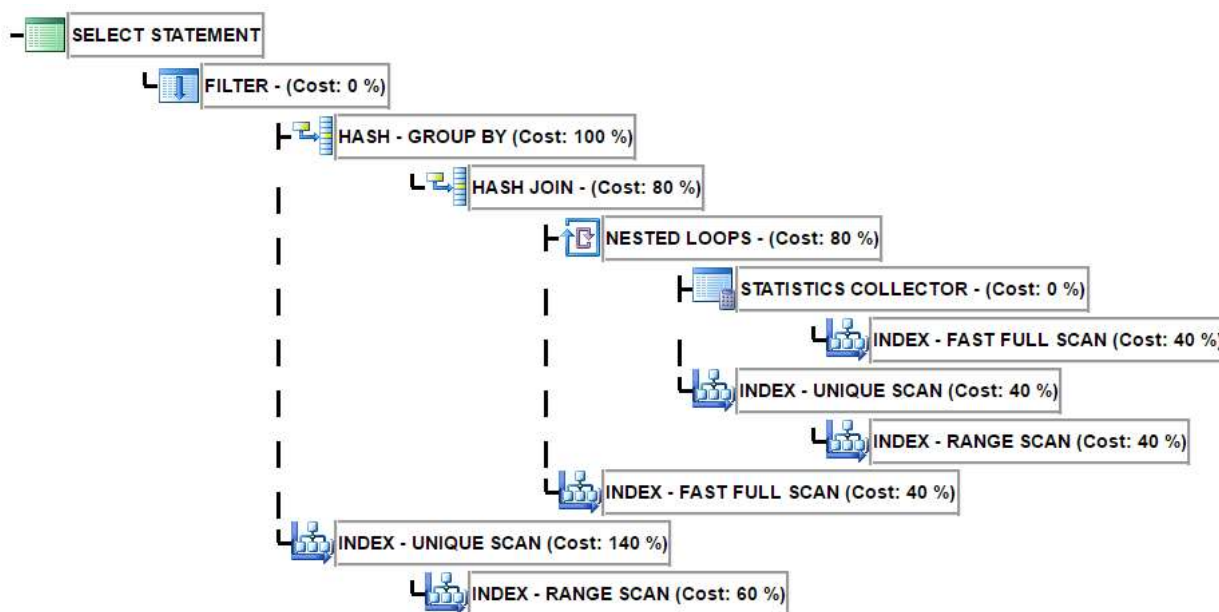 SELECT STATEMENT
FILTER - (Cost: 0 %)
HASH - GROUP BY (Cost: 100 %)
HASH JOIN - (Cost: 80 %)
NESTED LOOPS - (Cost: 80 %)
STATISTICS COLLECTOR - (Cost: 0 %)
INDEX - FAST FULL SCAN (Cost: 40 %)
INDEX - UNIQUE SCAN (Cost: 40 %)
INDEX - RANGE SCAN (Cost: 40 %)
INDEX - FAST FULL SCAN (Cost: 40 %)
INDEX - UNIQUE SCAN (Cost: 140 %)
INDEX - RANGE SCAN (Cost: 60 %)